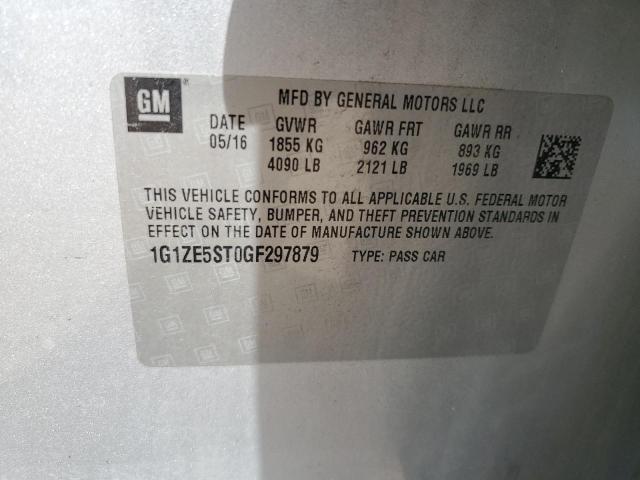 GM
MFD BY GENERAL MOTORS LLC
DATE GVWR GAWR FRT GAWR RR
05/16 1855 KG 962 KG 893 KG
4090 LB 2121 LB 1969 LB
THIS VEHICLE CONFORMS TO ALL APPLICABLE U.S. FEDERAL MOTOR
VEHICLE SAFETY, BUMPER, AND THEFT PREVENTION STANDARDS IN
EFFECT ON THE DATE OF MANUFACTURE SHOWN ABOVE.
1G1ZE5ST0GF297879 TYPE: PASS CAR